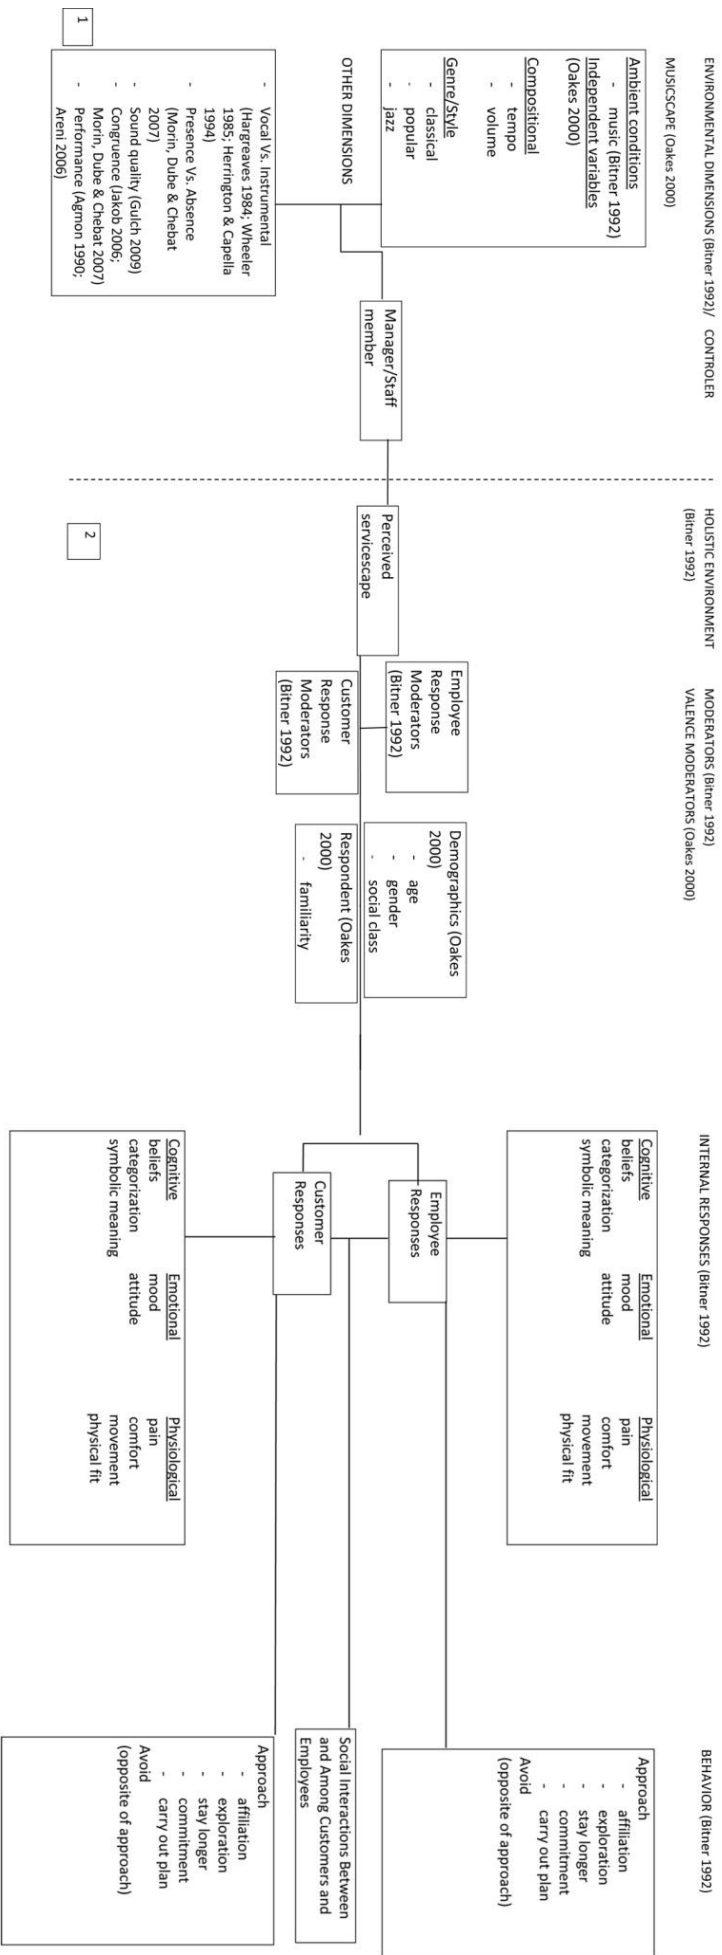 ENVIRONMENTAL DIMENSIONS (Bitner 1992)/ CONTROLER
MUSICSCAPE (Oakes 2000)
HOLISTIC ENVIRONMENT
(Bitner 1992)
MODERATORS (Bitner 1992)
VALENCE MODERATORS (Oakes 2000)
INTERNAL RESPONSES (Bitner 1992)
BEHAVIOR (Bitner 1992)
Ambient conditions
- music (Bitner 1992)
Independent variables
(Oakes 2000)
Compositional
- tempo
- volume
Genre/Style
- classical
- popular
- jazz
OTHER DIMENSIONS
- Vocal Vs. Instrumental
(Hargreaves 1984; Wheeler
1985; Herrington & Capella
1994)
- Presence Vs. Absence
(Morin, Dube & Chebat
2007)
- Sound quality (Gulch 2009)
- Congruence (Jakob 2006;
Morin, Dube & Chebat 2007)
- Performance (Agmon 1990;
Areni 2006)
1
Manager/Staff
member
Perceived
servicescape
2
Employee
Response
Moderators
(Bitner 1992)
Customer
Response
Moderators
(Bitner 1992)
Demographics (Oakes
2000)
- age
- gender
- social class
Respondent (Oakes
2000)
- familiarity
Cognitive Emotional Physiological
beliefs mood pain
categorization attitude comfort
symbolic meaning movement
physical fit
Employee
Responses
Customer
Responses
Cognitive Emotional Physiological
beliefs mood pain
categorization attitude comfort
symbolic meaning movement
physical fit
Approach
- affiliation
- exploration
- stay longer
- commitment
- carry out plan
Avoid
(opposite of approach)
Social Interactions Between
and Among Customers and
Employees
Approach
- affiliation
- exploration
- stay longer
- commitment
- carry out plan
Avoid
(opposite of approach)